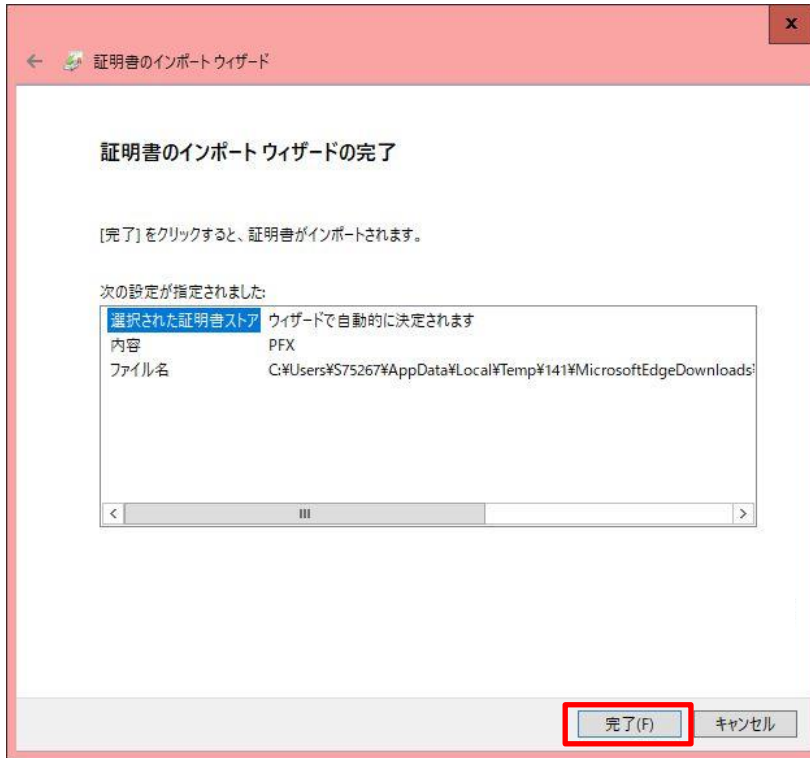 x
← 証明書のインポート ウィザード
証明書のインポート ウィザードの完了
[完了] をクリックすると、証明書がインポートされます。
次の設定が指定されました:
選択された証明書ストア ウィザードで自動的に決定されます
内容 PFX
ファイル名 C:¥Users¥S75267¥AppData¥Local¥Temp¥141¥MicrosoftEdgeDownloads¥
完了(F) キャンセル